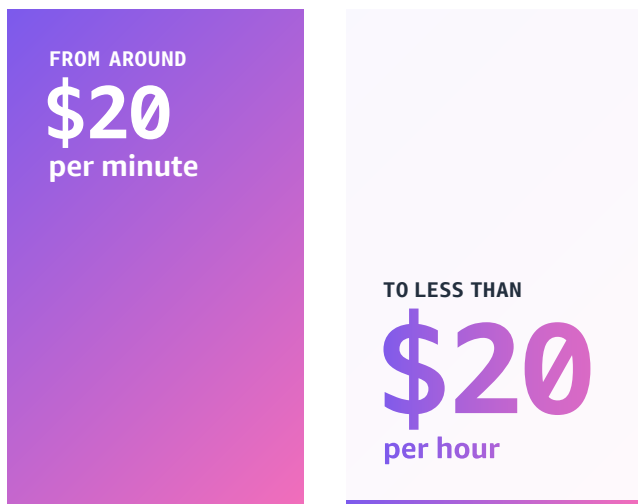 FROM AROUND
$20
per minute
TO LESS THAN
$20
per hour